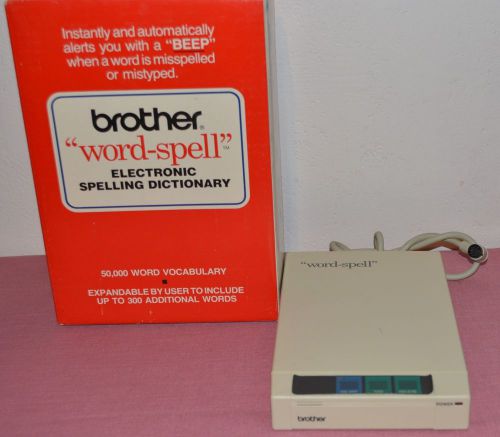 Instantly and automatically
alerts you with a "BEEP"
when a word is misspelled
or mistyped.
brother®
"word-spell"™
ELECTRONIC
SPELLING DICTIONARY
50,000 WORD VOCABULARY
EXPANDABLE BY USER TO INCLUDE
UP TO 300 ADDITIONAL WORDS
"word-spell"
POWER
brother